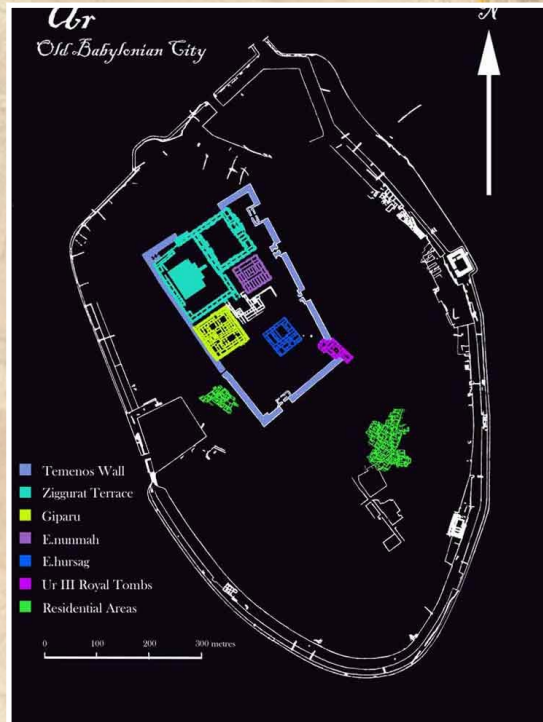 Ur
Old Babylonian City
N
Temenos Wall
Ziggurat Terrace
Giparu
E.nunmah
E.hursag
Ur III Royal Tombs
Residential Areas
0 100 200 300 metres